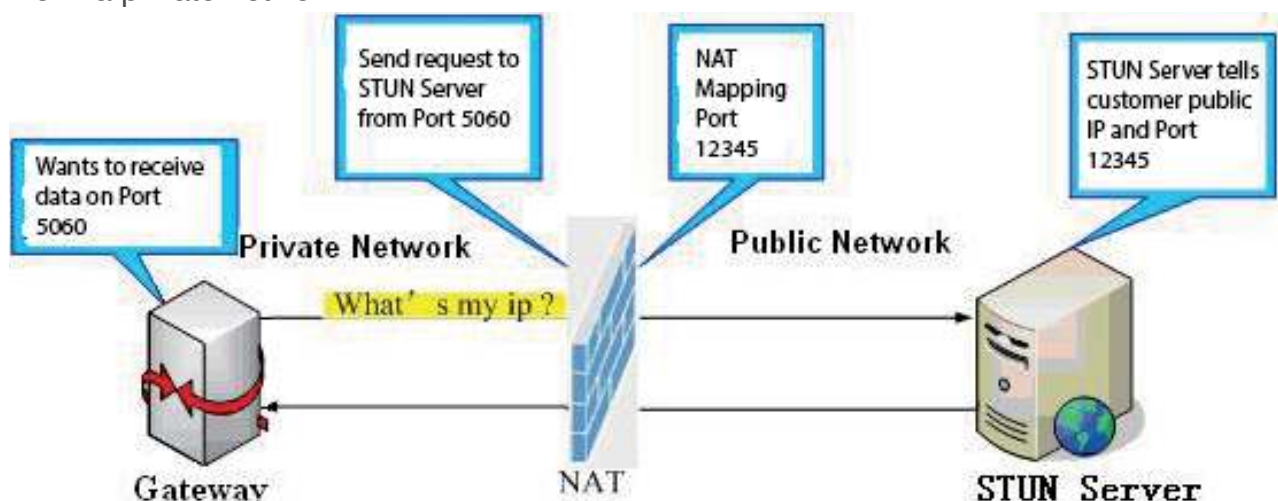 Wants to receive
data on Port
5060
Send request to
STUN Server
from Port 5060
NAT
Mapping
Port
12345
STUN Server tells
customer public
IP and Port
12345
Private Network
Public Network
What's my ip ?
Gateway
NAT
STUN Server